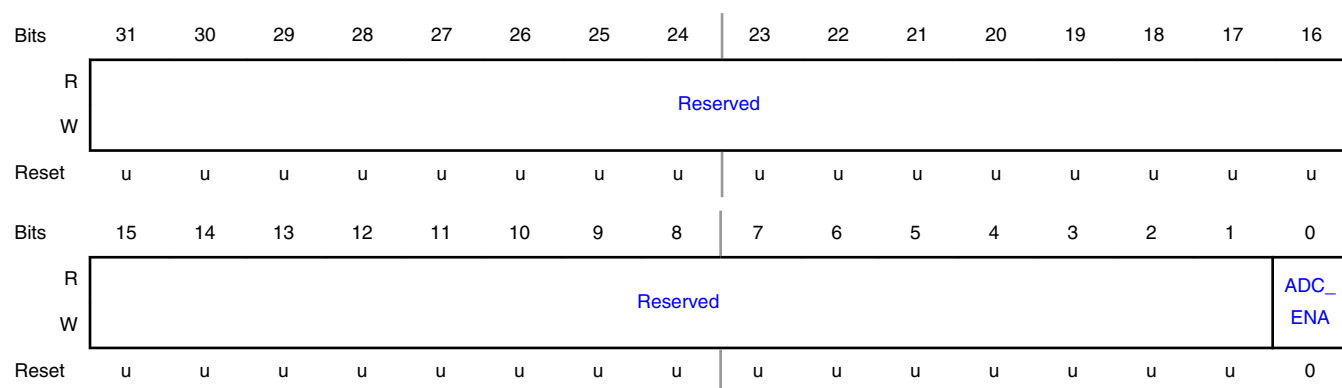 Bits 31 30 29 28 27 26 25 24 23 22 21 20 19 18 17 16
R
Reserved
W
Reset u u u u u u u u u u u u u u u u
Bits 15 14 13 12 11 10 9 8 7 6 5 4 3 2 1 0
R ADC_
Reserved
W ENA
Reset u u u u u u u u u u u u u u u 0